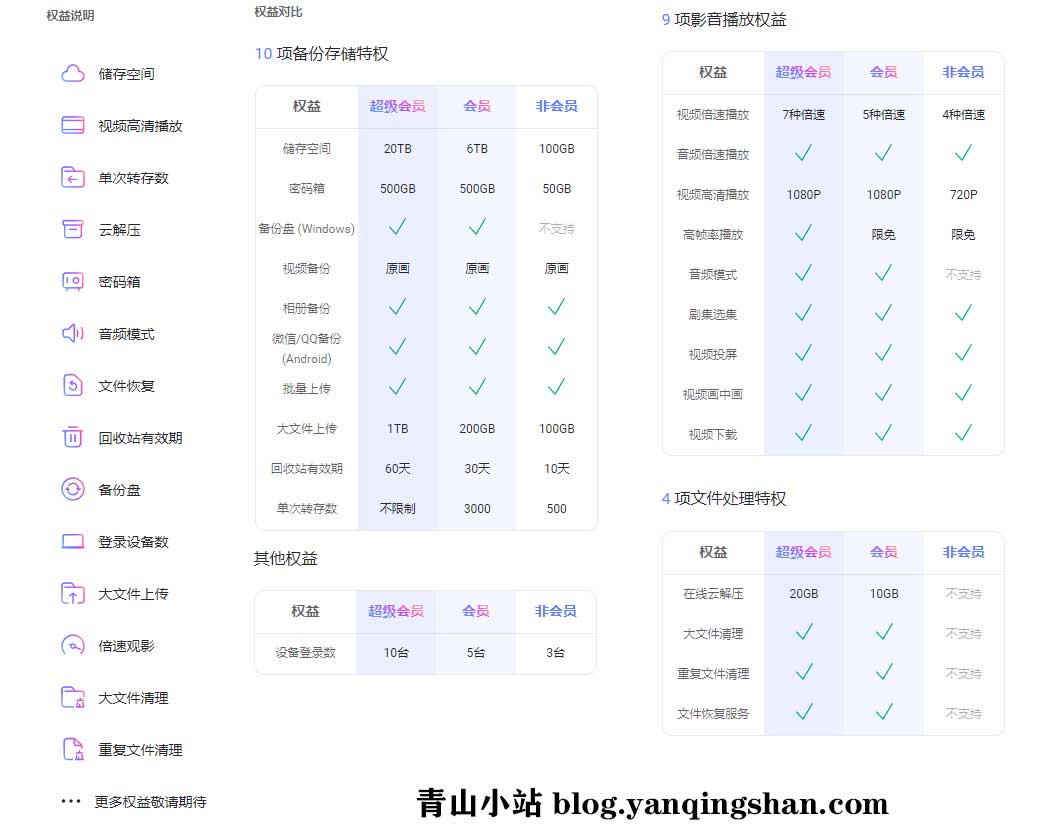 权益说明
储存空间
视频高清播放
单次转存数
云解压
密码箱
音频模式
文件恢复
回收站有效期
备份盘
登录设备数
大文件上传
倍速观影
大文件清理
重复文件清理
更多权益敬请期待
权益对比
10 项备份存储特权
权益 超级会员 会员 非会员
储存空间 20TB 6TB 100GB
密码箱 500GB 500GB 50GB
备份盘 (Windows) 不支持
视频备份 原画 原画 原画
相册备份
微信/QQ备份
(Android)
批量上传
大文件上传 1TB 200GB 100GB
回收站有效期 60天 30天 10天
单次转存数 不限制 3000 500
其他权益
权益 超级会员 会员 非会员
设备登录数 10台 5台 3台
9 项影音播放权益
权益 超级会员 会员 非会员
视频倍速播放 7种倍速 5种倍速 4种倍速
音频倍速播放
视频高清播放 1080P 1080P 720P
高帧率播放 限免 限免
音频模式 不支持
剧集选集
视频投屏
视频画中画
视频下载
4 项文件处理特权
权益 超级会员 会员 非会员
在线云解压 20GB 10GB 不支持
大文件清理 不支持
重复文件清理 不支持
文件恢复服务 不支持
青山小站 blog.yanqingshan.com